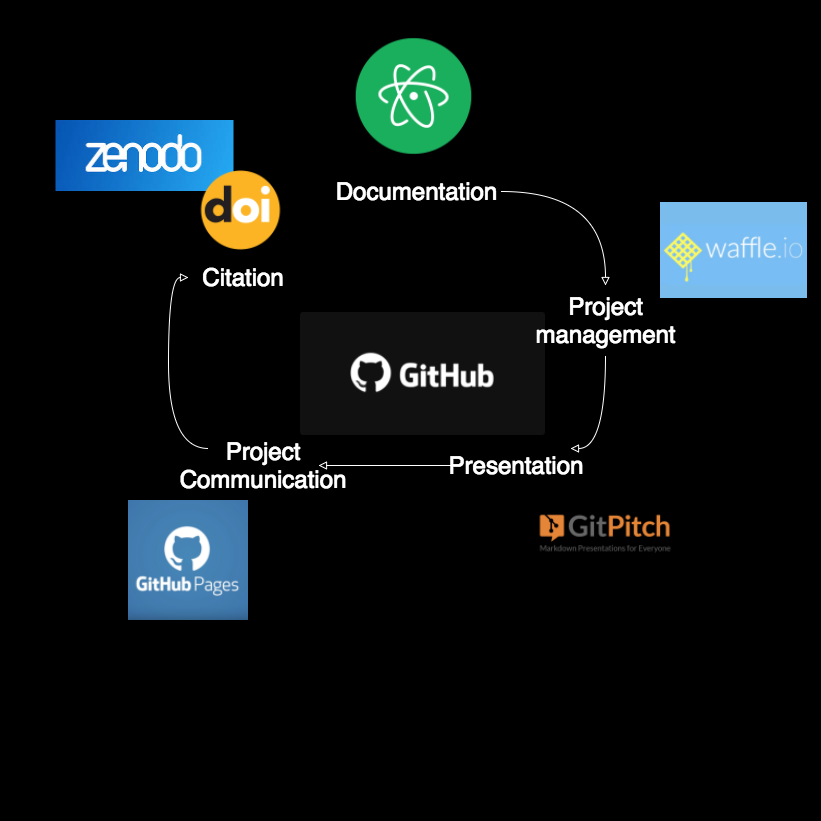 zenodo
doi
Documentation
waffle.io
Citation
Project
management
GitHub
Project
Communication
Presentation
GitHub Pages
GitPitch
Markdown Presentations for Everyone